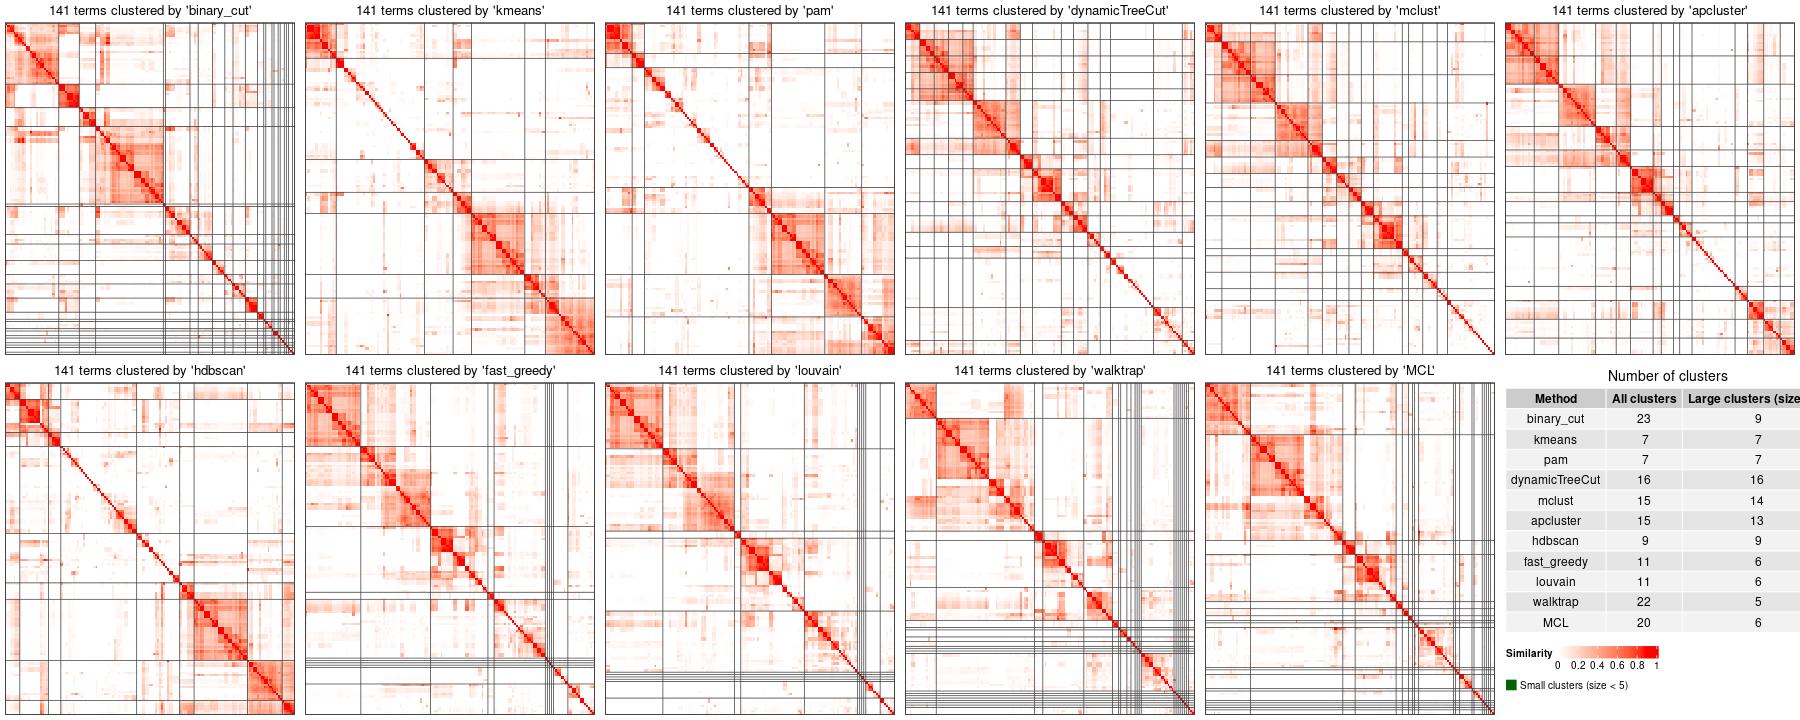 141 terms clustered by 'binary_cut'
141 terms clustered by 'kmeans'
141 terms clustered by 'pam'
141 terms clustered by 'dynamicTreeCut'
141 terms clustered by 'mclust'
141 terms clustered by 'apcluster'
141 terms clustered by 'hdbscan'
141 terms clustered by 'fast_greedy'
141 terms clustered by 'louvain'
141 terms clustered by 'walktrap'
141 terms clustered by 'MCL'
Number of clusters
Method All clusters Large clusters (size
binary_cut 23 9
kmeans 7 7
pam 7 7
dynamicTreeCut 16 16
mclust 15 14
apcluster 15 13
hdbscan 9 9
fast_greedy 11 6
louvain 11 6
walktrap 22 5
MCL 20 6
Similarity
0 0.2 0.4 0.6 0.8 1
Small clusters (size < 5)